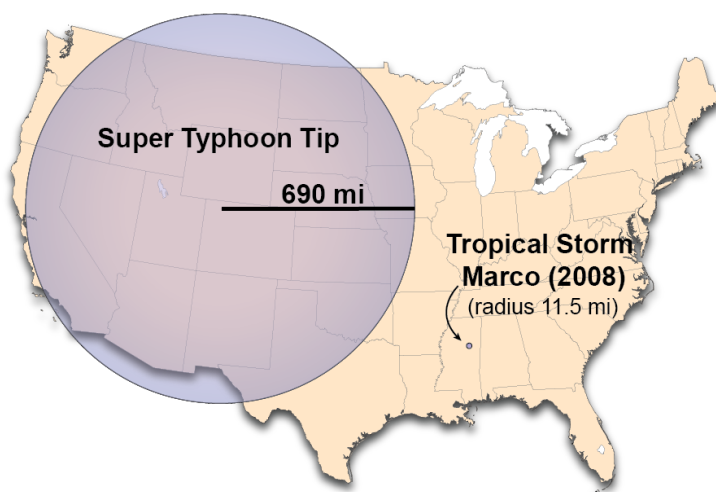 Super Typhoon Tip
690 mi
Tropical Storm
Marco (2008)
(radius 11.5 mi)